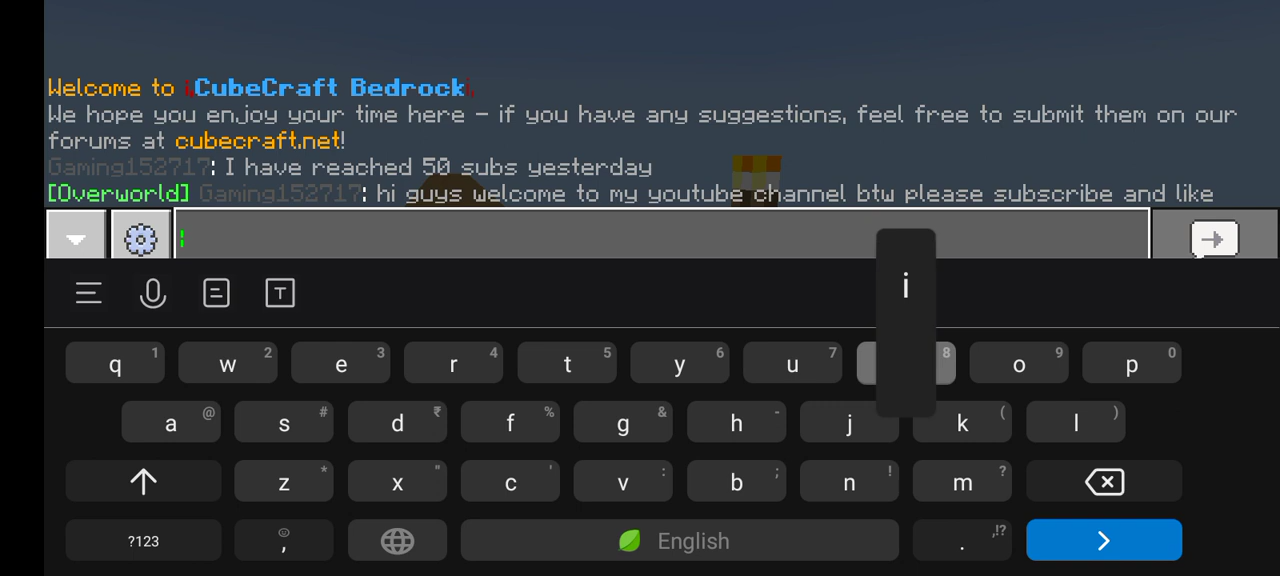 Welcome to CubeCraft Bedrock
We hope you enjoy your time here - if you have any suggestions, feel free to submit them on our
forums at cubecraft.net!
Gaming152717: I have reached 50 subs yesterday
[Overworld] Gaming152717: hi guys welcome to my youtube channel btw please subscribe and like
i
T
q 1 w 2 e 3 r 4 t 5 y 6 u 7 8 o 9 p 0
a @ s # d ₹ f % g & h - j k ( l )
z * x " c ' v : b ; n ! m ?
?123 , English . ,!?